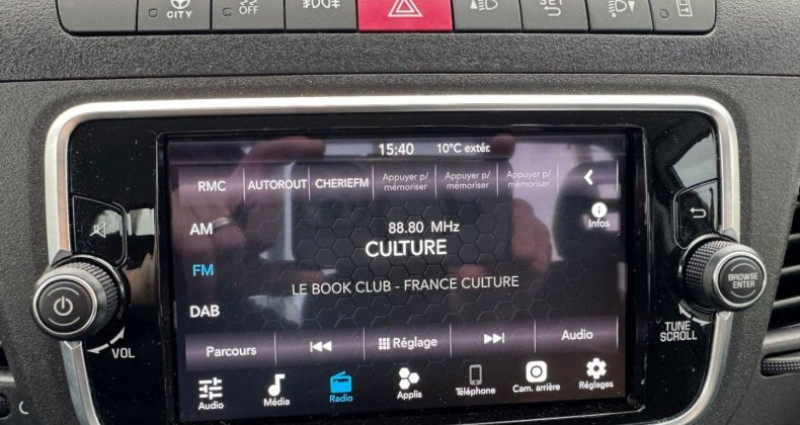 CITY OFF SET
15:40 10°C extér.
RMC AUTOROUT CHERIEFM Appuyer p/ mémoriser Appuyer p/ mémoriser Appuyer p/ mémoriser
Infos
AM
88.80 MHz
CULTURE
FM
LE BOOK CLUB - FRANCE CULTURE
DAB
BROWSE
ENTER
VOL
TUNE
SCROLL
Parcours Réglage Audio
Audio Média Radio Applis Téléphone Cam. arrière Réglages